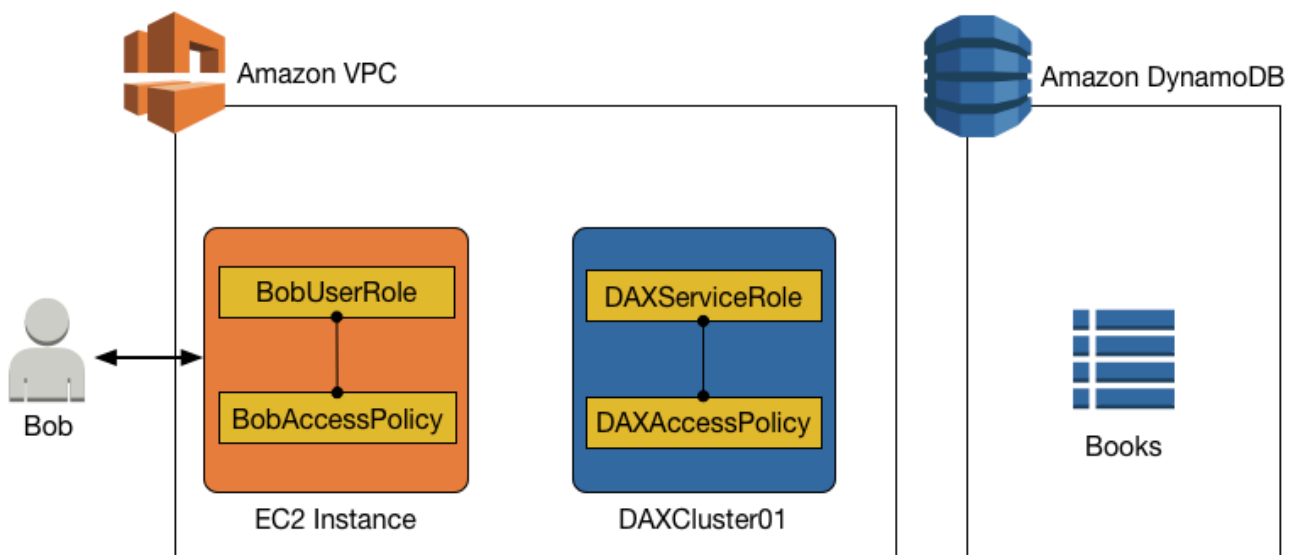 Amazon VPC
Amazon DynamoDB
BobUserRole
DAXServiceRole
BobAccessPolicy
DAXAccessPolicy
Bob
Books
EC2 Instance
DAXCluster01